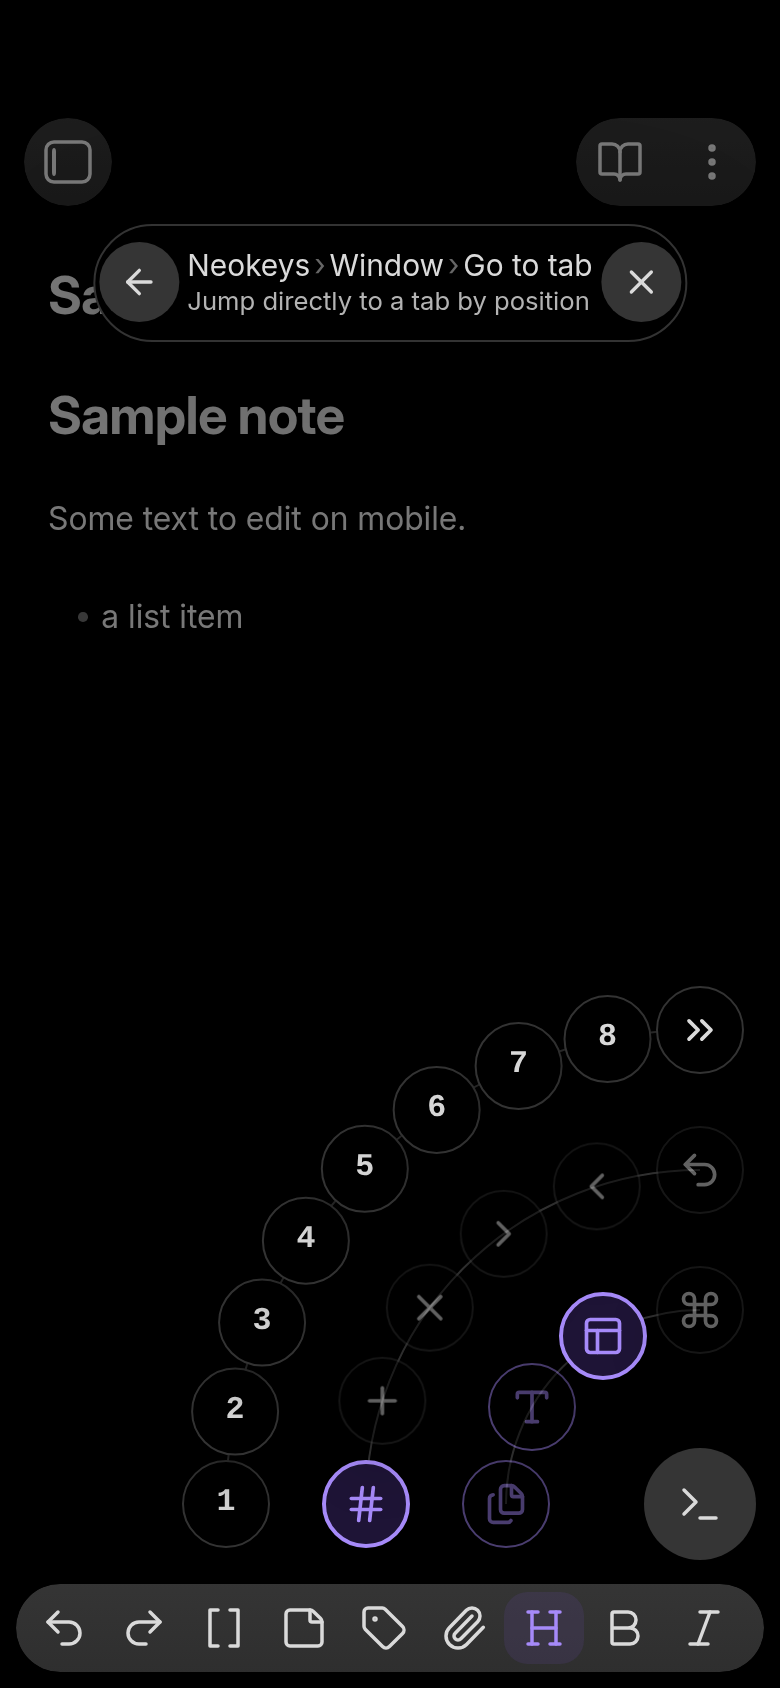 Sa
Neokeys › Window › Go to tab
Jump directly to a tab by position
Sample note
Some text to edit on mobile.
• a list item
8
7
6
5
4
3
2
1